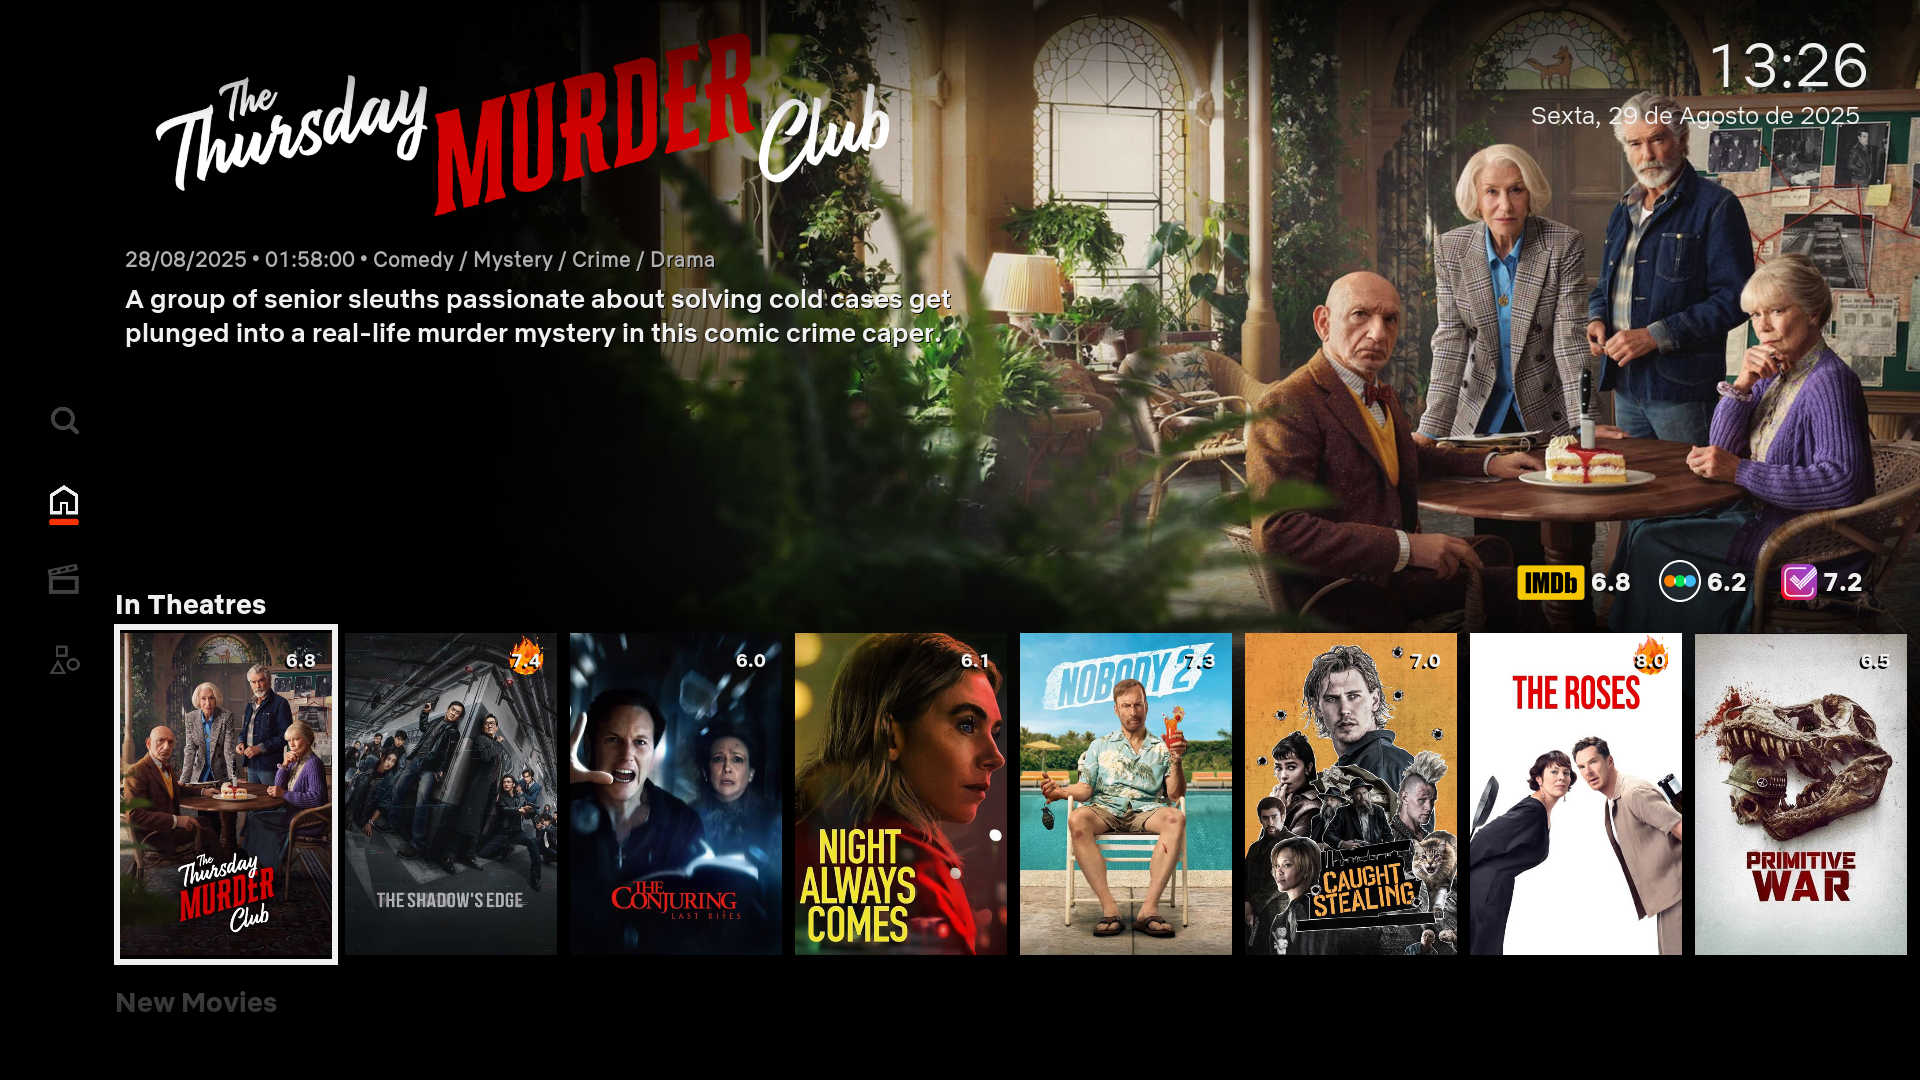 The
Thursday MURDER Club
13:26
Sexta, 29 de Agosto de 2025
28/08/2025 • 01:58:00 • Comedy / Mystery / Crime / Drama
A group of senior sleuths passionate about solving cold cases get
plunged into a real-life murder mystery in this comic crime caper.
IMDb 6.8 6.2 7.2
In Theatres
6.8
The
Thursday
MURDER
Club
7.4
THE SHADOW'S EDGE
6.0
THE
CONJURING
LAST RITES
6.1
NIGHT
ALWAYS
COMES
7.3
NOBODY 2
7.0
CAUGHT
STEALING
8.0
THE ROSES
6.5
PRIMITIVE
WAR
New Movies